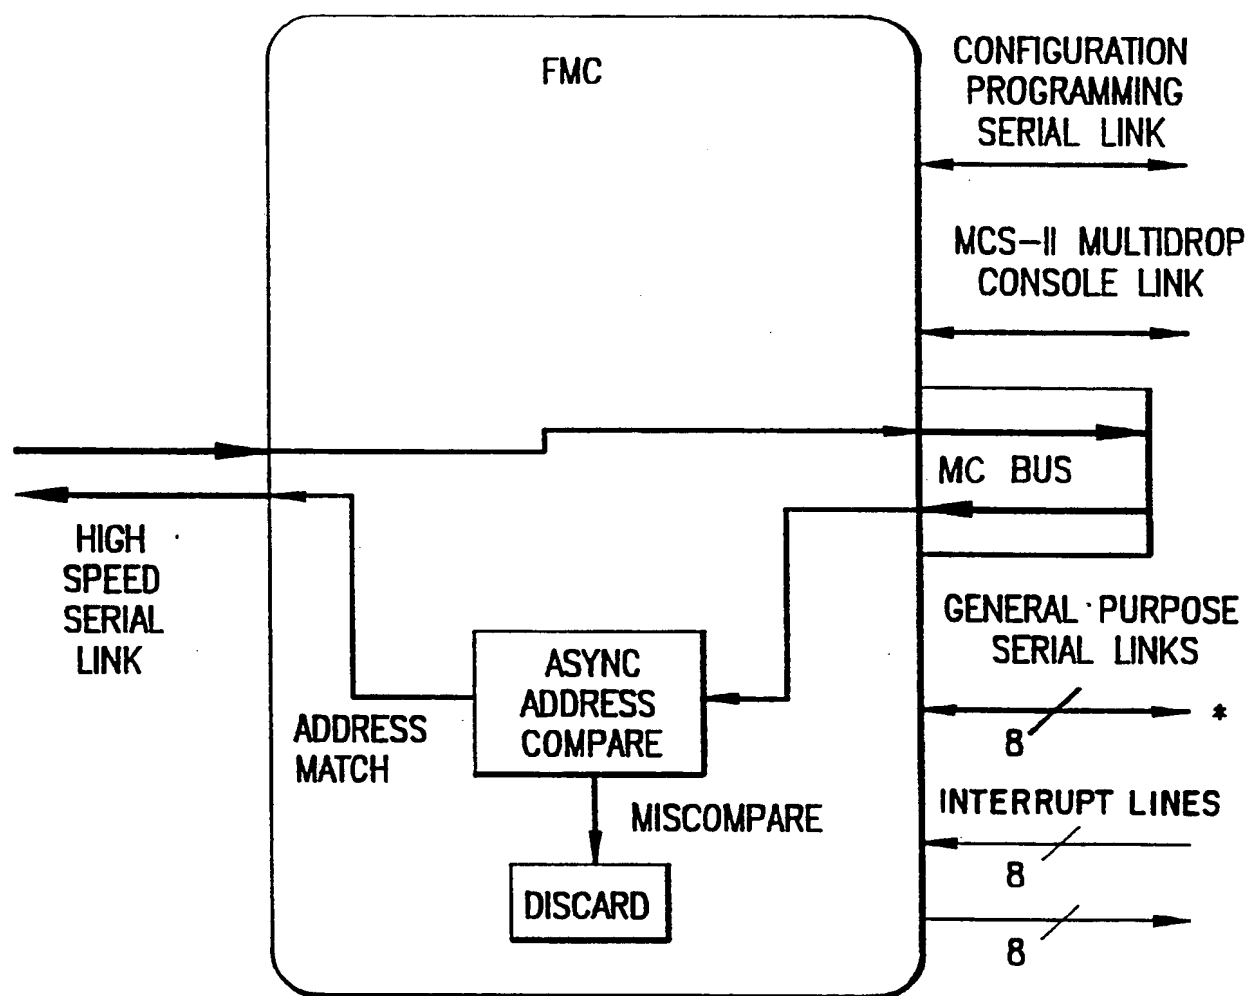 FMC
CONFIGURATION
PROGRAMMING
SERIAL LINK
MCS-II MULTIDROP
CONSOLE LINK
MC BUS
HIGH
SPEED
SERIAL
LINK
GENERAL PURPOSE
SERIAL LINKS
8
*
ASYNC
ADDRESS
COMPARE
ADDRESS
MATCH
INTERRUPT LINES
8
MISCOMPARE
DISCARD
8